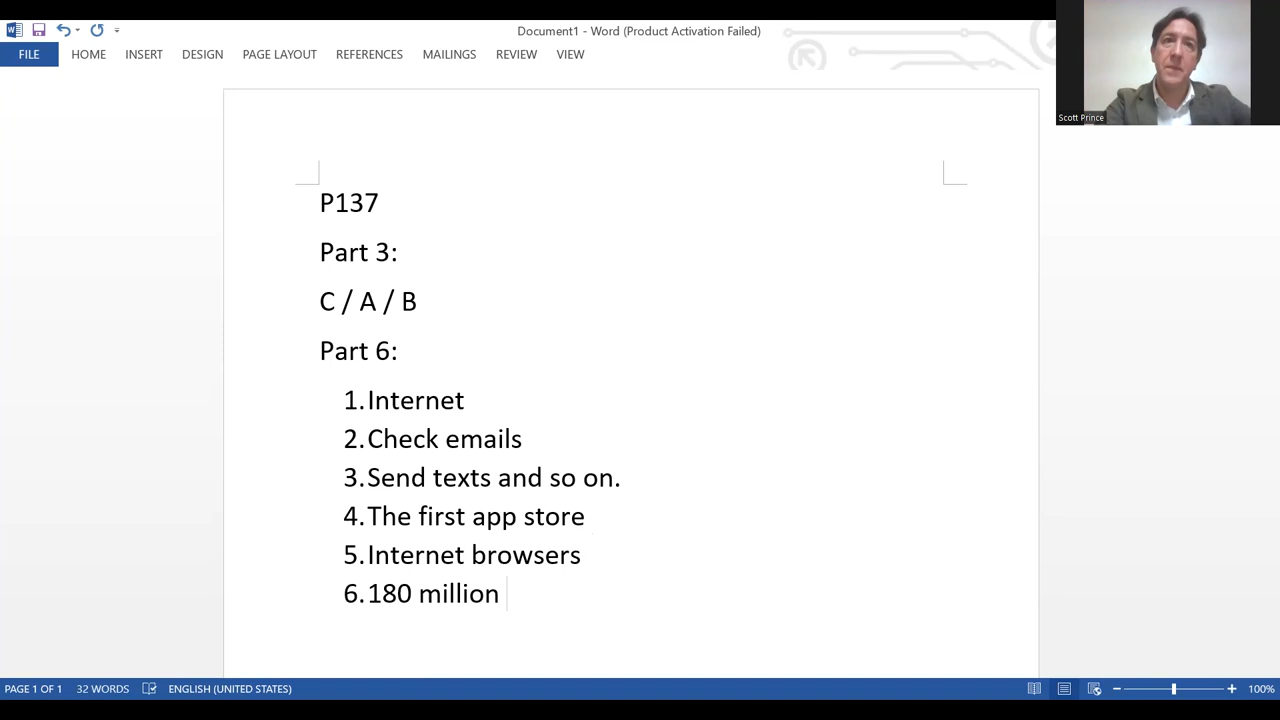 Document1 - Word (Product Activation Failed)
FILE HOME INSERT DESIGN PAGE LAYOUT REFERENCES MAILINGS REVIEW VIEW
Scott Prince
P137
Part 3:
C / A / B
Part 6:
1. Internet
2. Check emails
3. Send texts and so on.
4. The first app store
5. Internet browsers
6. 180 million
PAGE 1 OF 1 32 WORDS ENGLISH (UNITED STATES) 100%